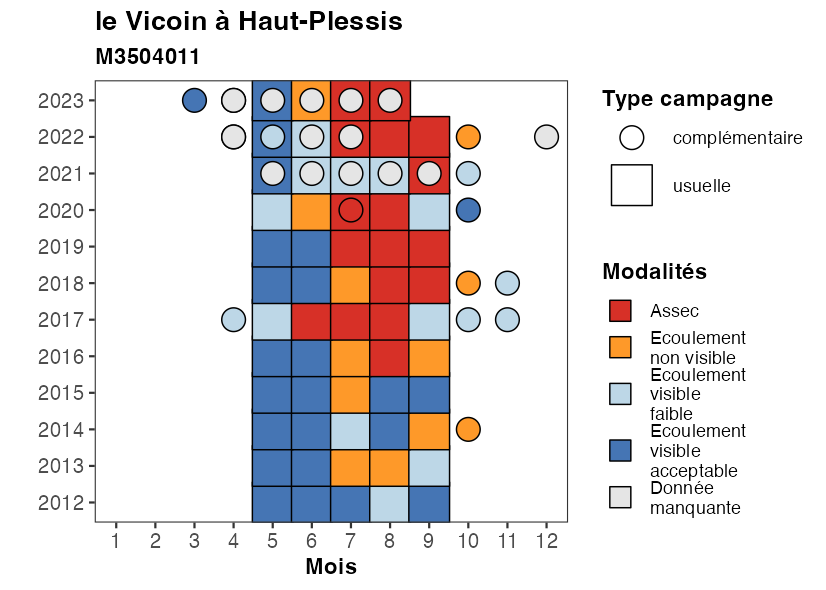 le Vicoin à Haut-Plessis
M3504011
2023
2022
2021
2020
2019
2018
2017
2016
2015
2014
2013
2012
1 2 3 4 5 6 7 8 9 10 11 12
Mois
Type campagne
complémentaire
usuelle
Modalités
Assec
Ecoulement
non visible
Ecoulement
visible
faible
Ecoulement
visible
acceptable
Donnée
manquante